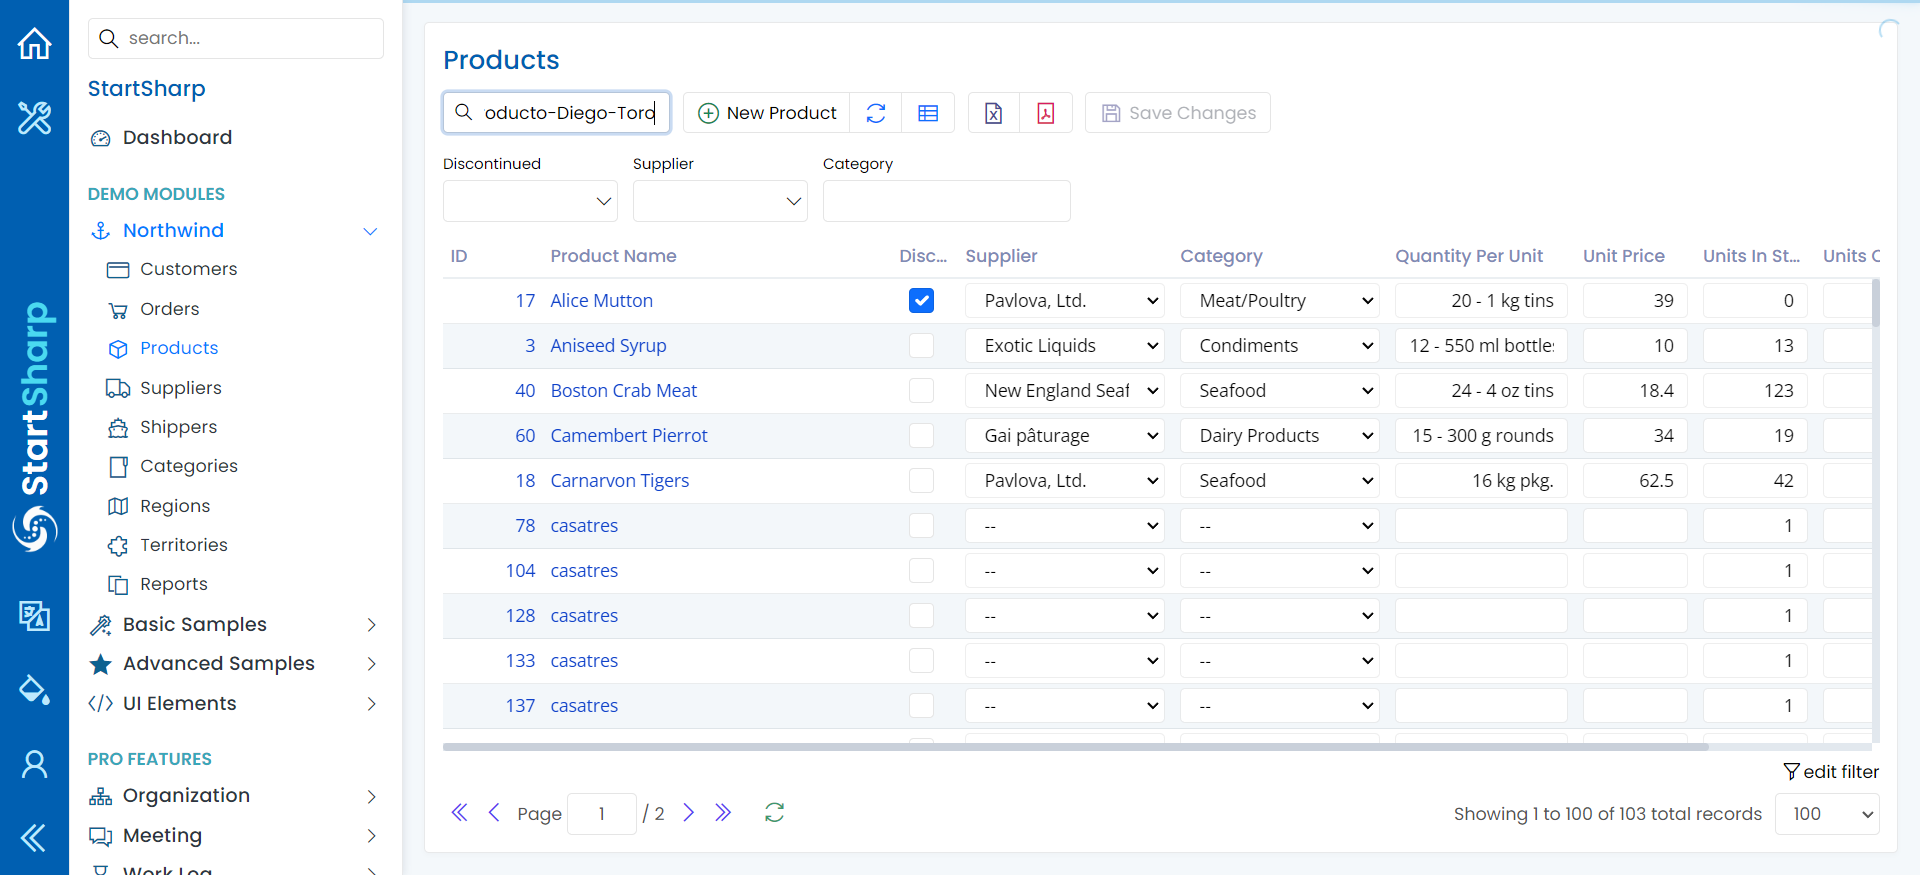 search...
StartSharp
Dashboard
DEMO MODULES
Northwind
Customers
Orders
Products
Suppliers
Shippers
Categories
Regions
Territories
Reports
Basic Samples
Advanced Samples
UI Elements
PRO FEATURES
Organization
Meeting
Work Log
StartSharp
Products
oducto-Diego-Toro
New Product
Save Changes
Discontinued Supplier Category
ID Product Name Disc... Supplier Category Quantity Per Unit Unit Price Units In St... Units O
17 Alice Mutton Pavlova, Ltd. Meat/Poultry 20 - 1 kg tins 39 0
3 Aniseed Syrup Exotic Liquids Condiments 12 - 550 ml bottles 10 13
40 Boston Crab Meat New England Seaf Seafood 24 - 4 oz tins 18.4 123
60 Camembert Pierrot Gai pâturage Dairy Products 15 - 300 g rounds 34 19
18 Carnarvon Tigers Pavlova, Ltd. Seafood 16 kg pkg. 62.5 42
78 casatres -- -- 1
104 casatres -- -- 1
128 casatres -- -- 1
133 casatres -- -- 1
137 casatres -- -- 1
edit filter
Page 1 / 2
Showing 1 to 100 of 103 total records 100